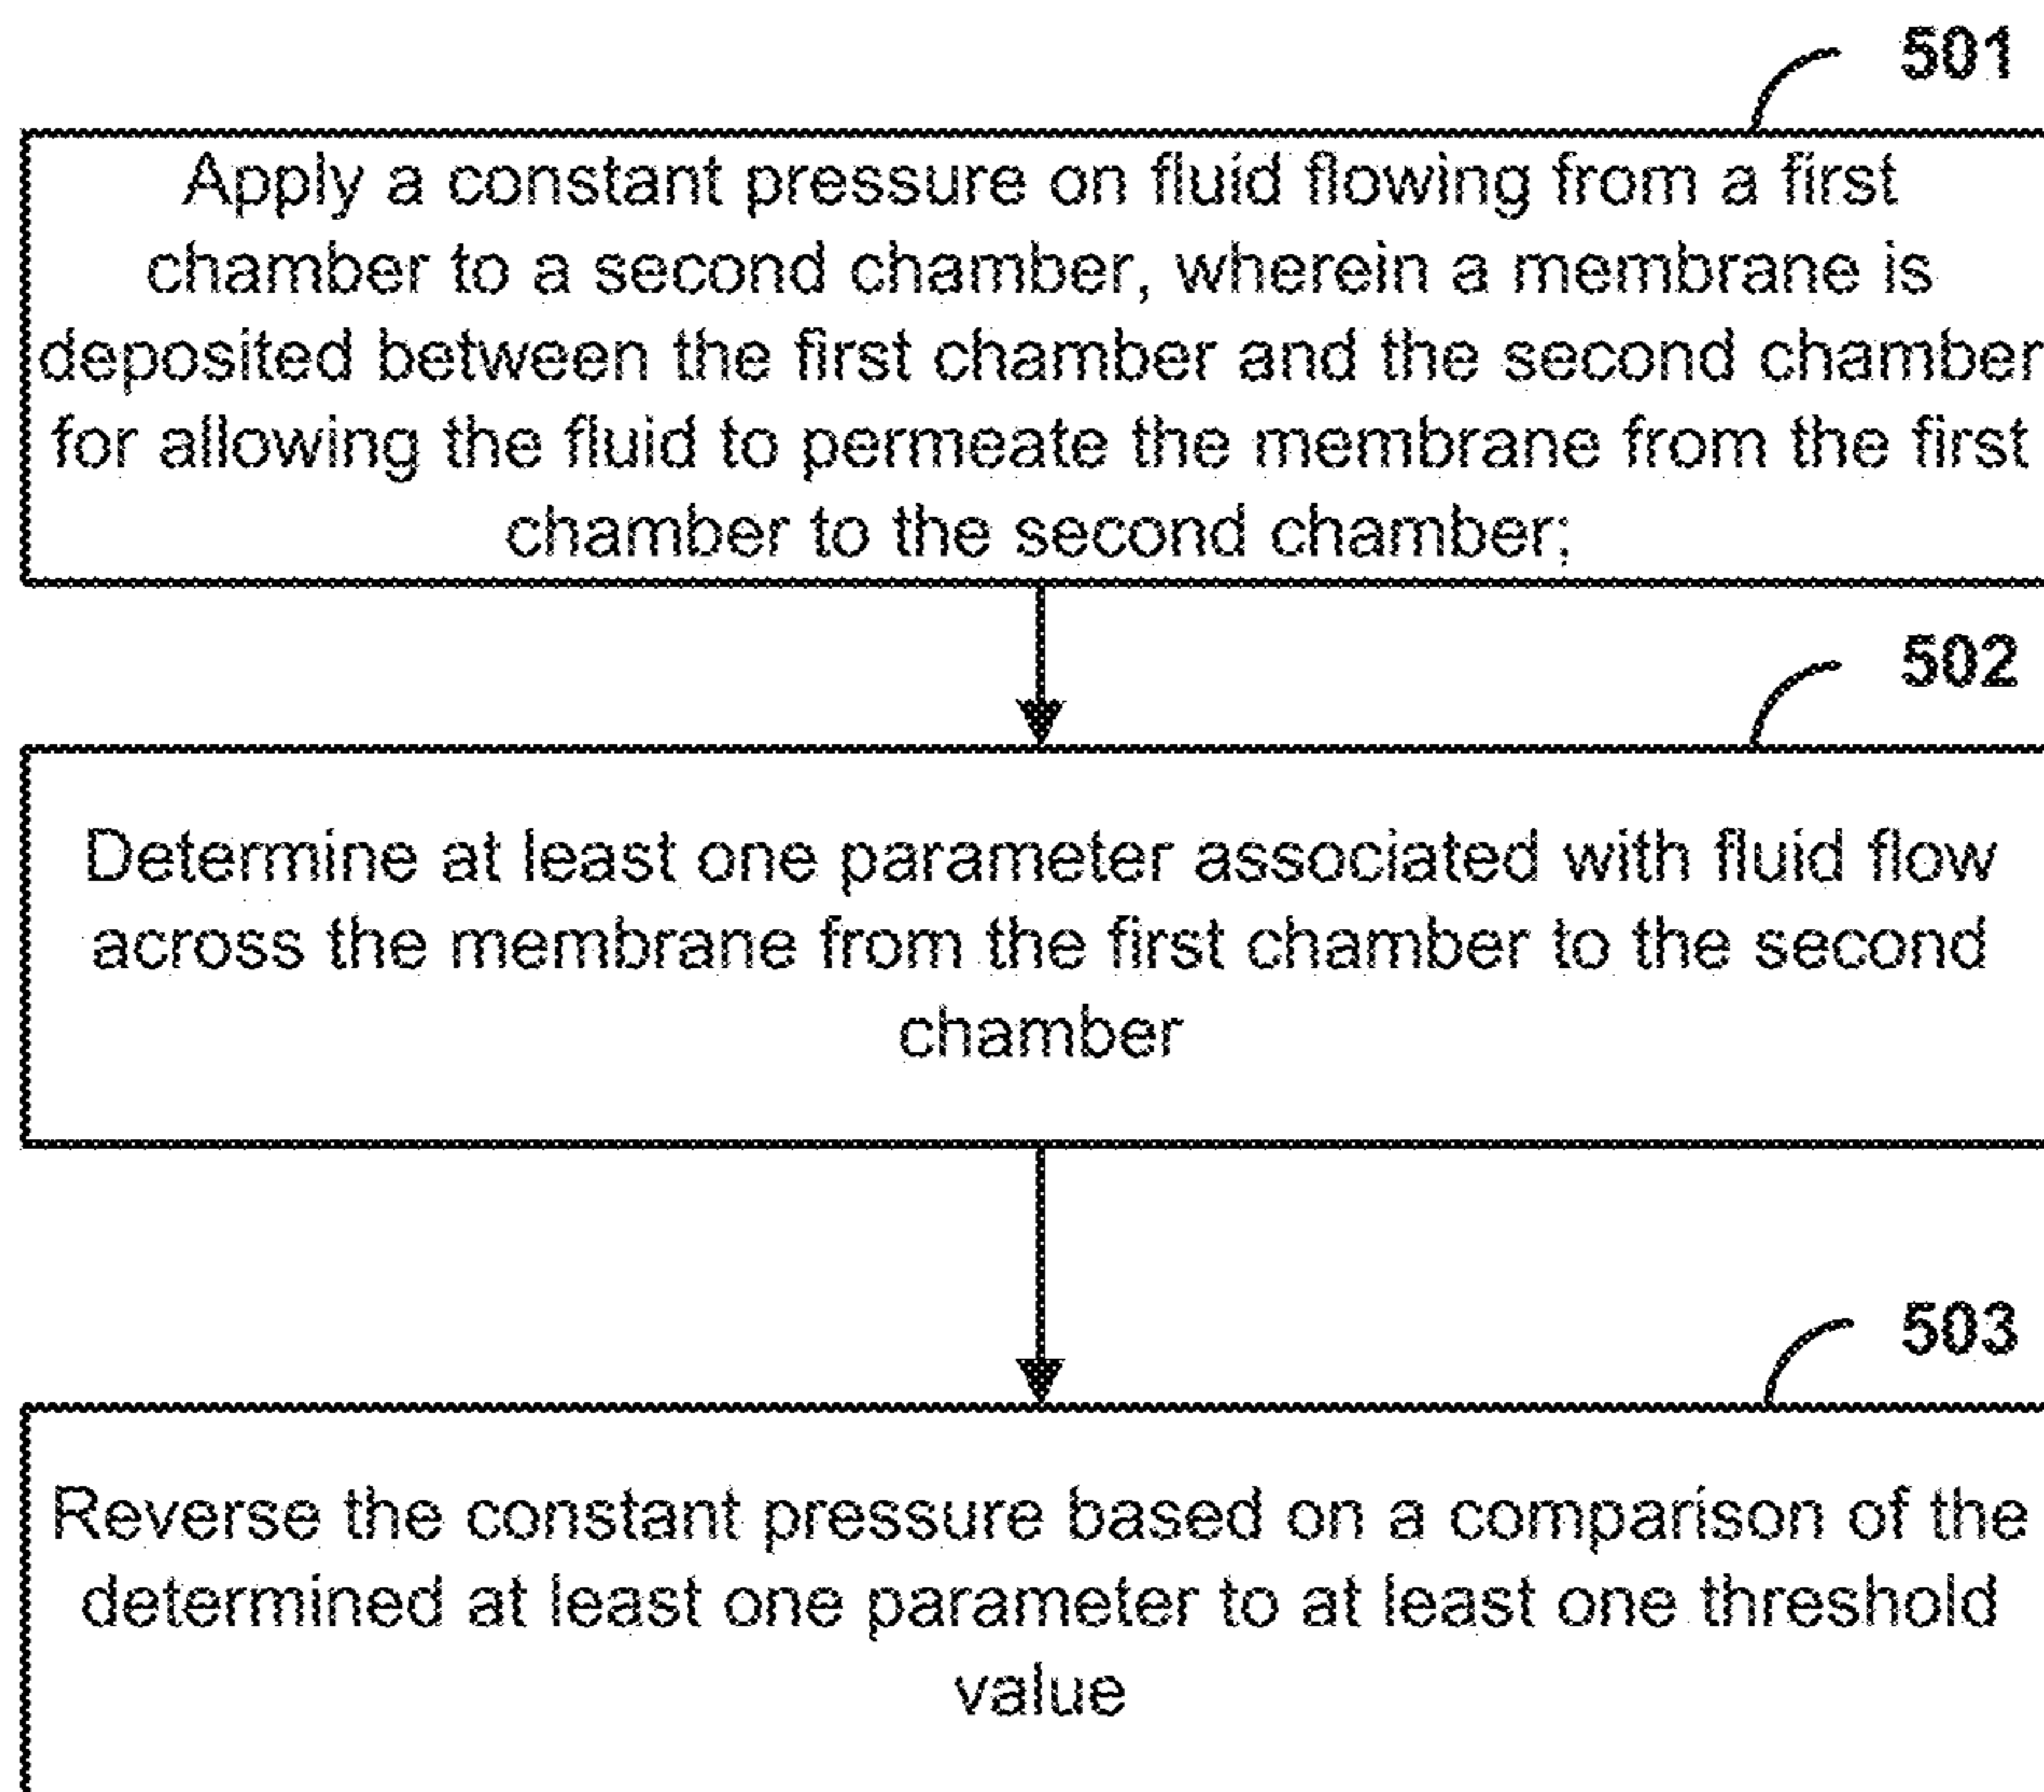 501
Apply a constant pressure on fluid flowing from a first
chamber to a second chamber, wherein a membrane is
deposited between the first chamber and the second chamber
for allowing the fluid to permeate the membrane from the first
chamber to the second chamber;
502
Determine at least one parameter associated with fluid flow
across the membrane from the first chamber to the second
chamber
503
Reverse the constant pressure based on a comparison of the
determined at least one parameter to at least one threshold
value